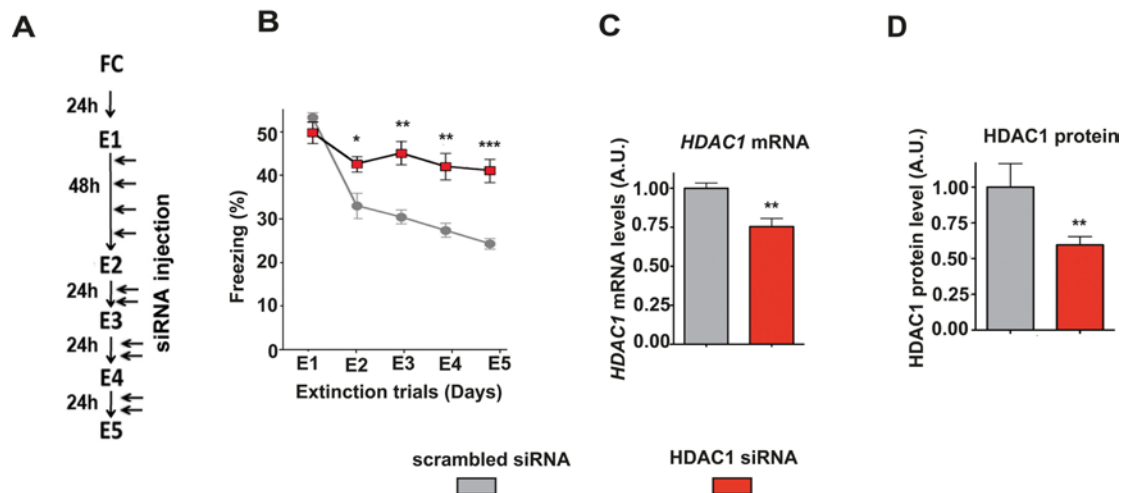 A
FC
24h
E1
48h
E2
24h
E3
24h
E4
24h
E5
siRNA injection
B
Freezing (%)
50
40
30
20
10
0
* ** ** ***
E1 E2 E3 E4 E5
Extinction trials (Days)
C
HDAC1 mRNA
HDAC1 mRNA levels (A.U.)
1.00
0.75
0.50
0.25
0.00
**
D
HDAC1 protein
HDAC1 protein level (A.U.)
1.00
0.75
0.50
0.25
0.00
**
scrambled siRNA
HDAC1 siRNA